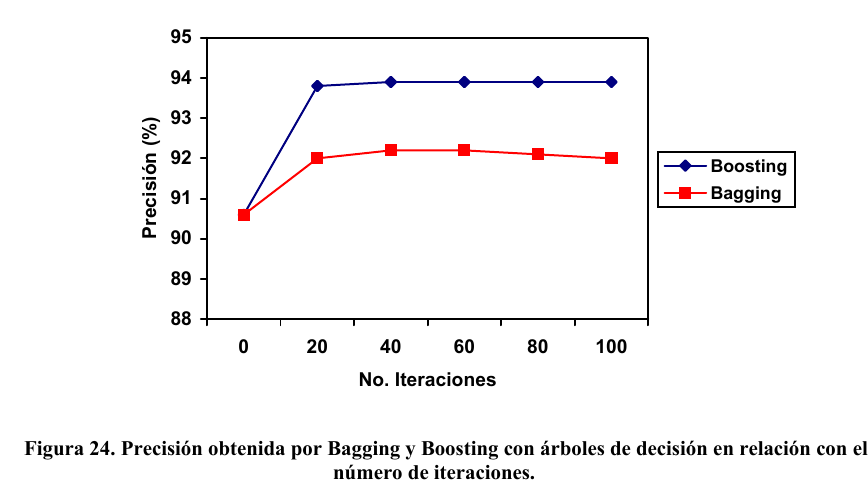 95
94
93
92
91
90
89
88
Precisión (%)
0 20 40 60 80 100
No. Iteraciones
Boosting
Bagging
Figura 24. Precisión obtenida por Bagging y Boosting con árboles de decisión en relación con el
número de iteraciones.